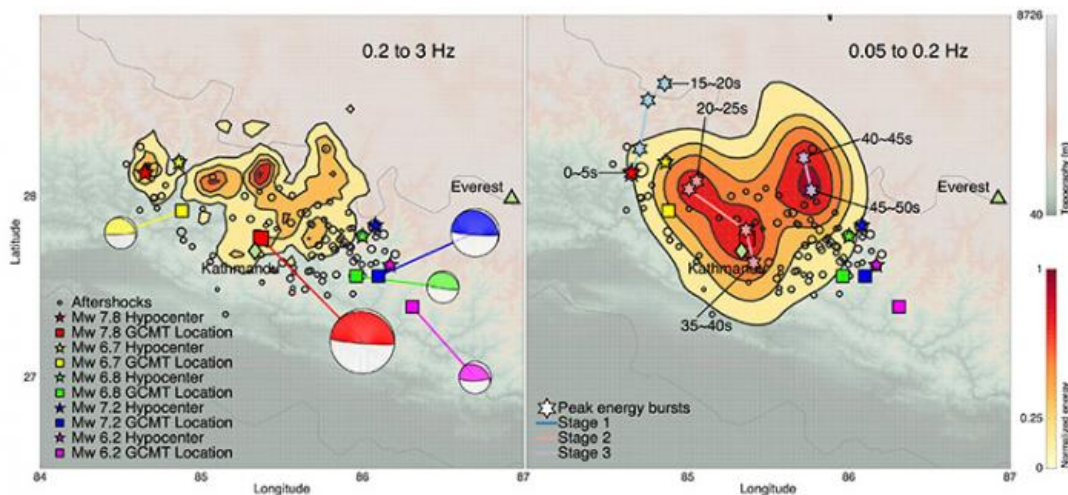 0.2 to 3 Hz
Everest
Kathmandu
Aftershocks
Mw 7.8 Hypocenter
Mw 7.8 GCMT Location
Mw 6.7 Hypocenter
Mw 6.7 GCMT Location
Mw 6.8 Hypocenter
Mw 6.8 GCMT Location
Mw 7.2 Hypocenter
Mw 7.2 GCMT Location
Mw 6.2 Hypocenter
Mw 6.2 GCMT Location
28
27
Latitude
84 85 86 87
Longitude
0.05 to 0.2 Hz
15~20s
20~25s
40~45s
0~5s
Everest
45~50s
Kathmandu
35~40s
Peak energy bursts
Stage 1
Stage 2
Stage 3
85 86 87
Longitude
8726
Topography (m)
40
1
Normalized energy
0.25
0